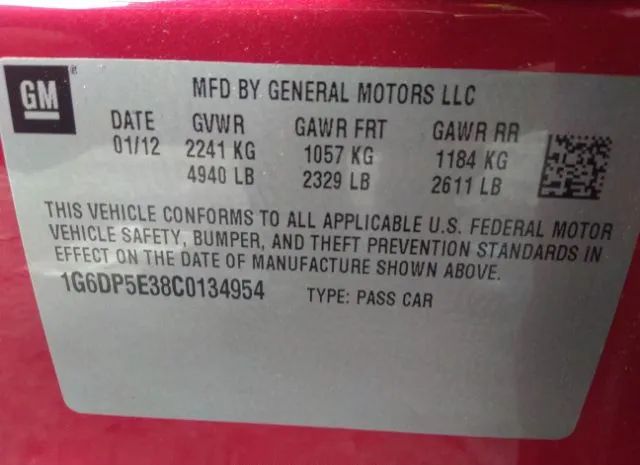 GM ®
MFD BY GENERAL MOTORS LLC
DATE GVWR GAWR FRT GAWR RR
01/12 2241 KG 1057 KG 1184 KG
4940 LB 2329 LB 2611 LB
THIS VEHICLE CONFORMS TO ALL APPLICABLE U.S. FEDERAL MOTOR
VEHICLE SAFETY, BUMPER, AND THEFT PREVENTION STANDARDS IN
EFFECT ON THE DATE OF MANUFACTURE SHOWN ABOVE.
1G6DP5E38C0134954 TYPE: PASS CAR